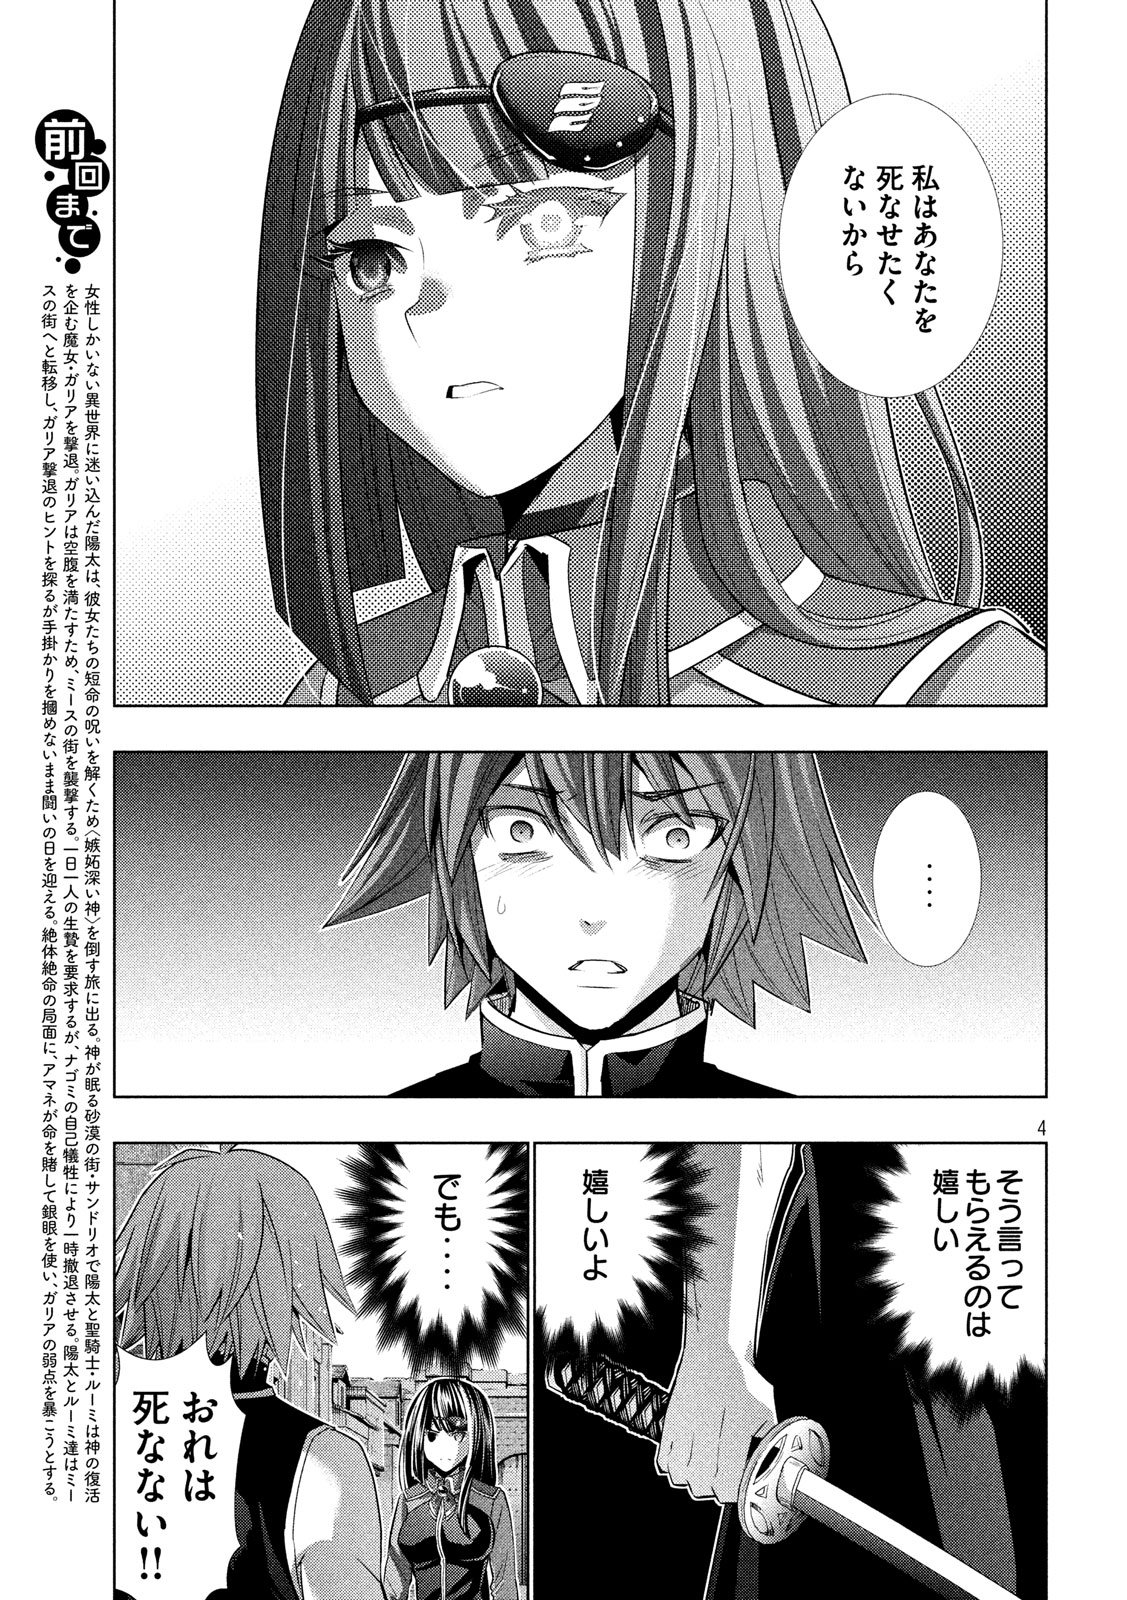 私はあなたを
死なせたく
ないから
‥‥
そう言って
もらえるのは
嬉しい
嬉しいよ
でも‥‥
おれは
死なない!!
4
前回まで
女性しかいない異世界に迷い込んだ陽太は、彼女たちの短命の呪いを解くため〈嫉妬深い神〉を倒す旅に出る。神が眠る砂漠の街・サンドリオで陽太と聖騎士・ルーミは神の復活
を企む魔女・ガリアを撃退。ガリアは空腹を満たすため、ミースの街を襲撃する。一日一人の生贄を要求するが、ナゴミの自己犠牲により一時撤退させる。陽太とルーミ達はミー
スの街へと転移し、ガリア撃退のヒントを探るが手掛かりを掴めないまま闘いの日を迎える。絶体絶命の局面に、アマネが命を賭して銀眼を使い、ガリアの弱点を暴こうとする。